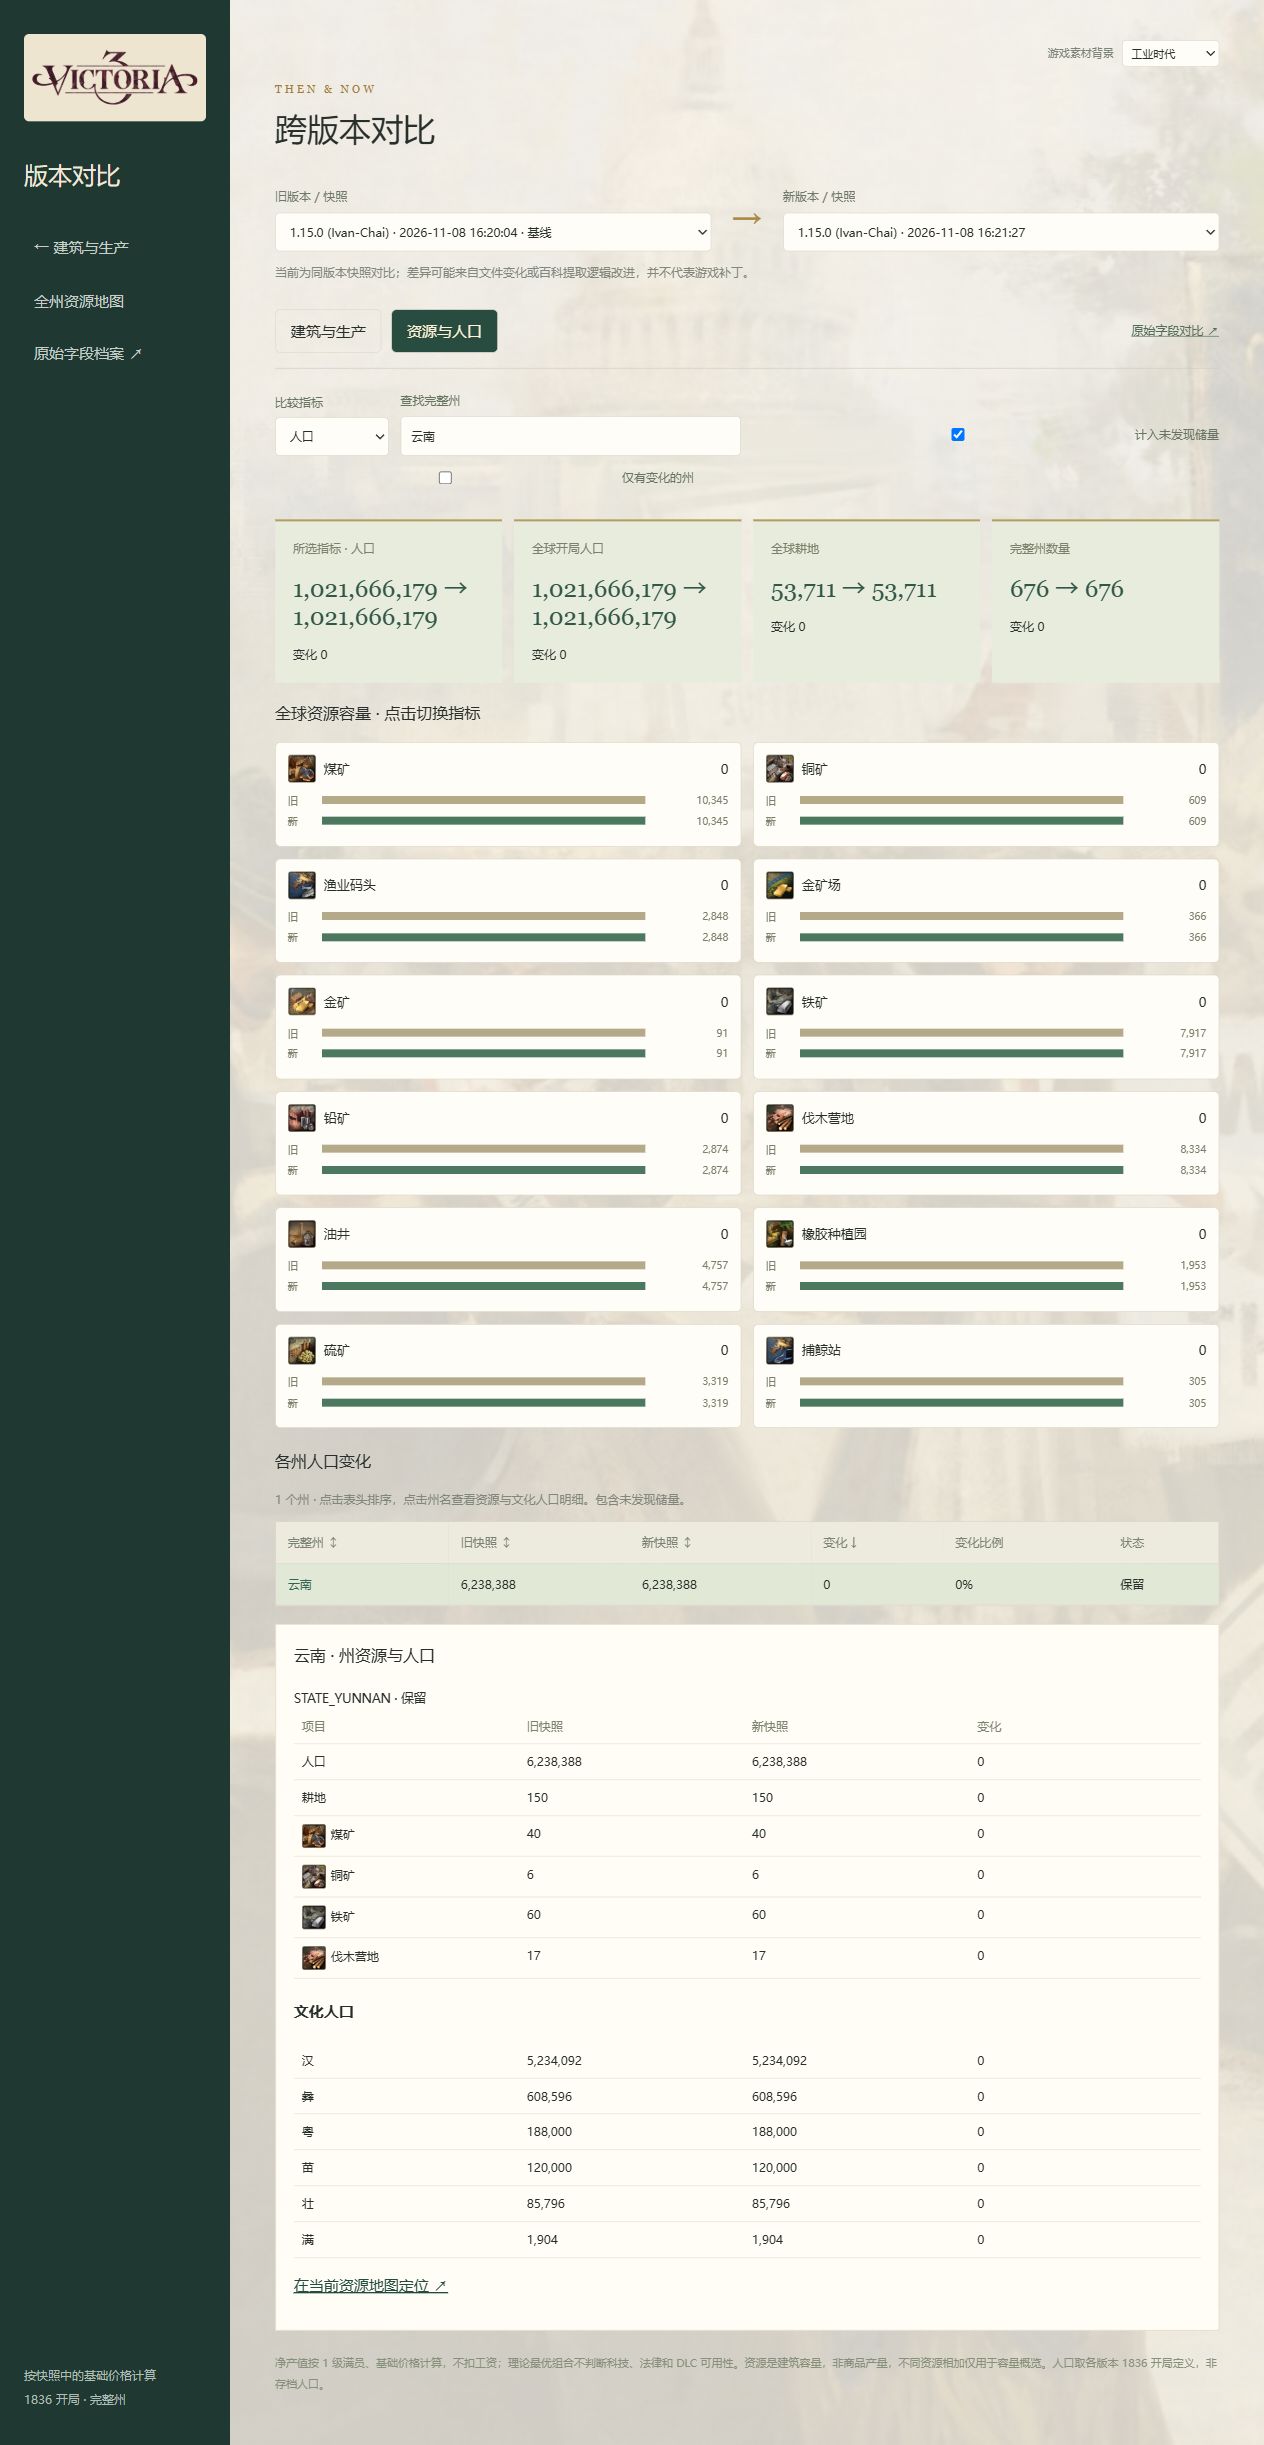 VICTORIA
3
版本对比
← 建筑与生产
全州资源地图
原始字段档案 ↗
按快照中的基础价格计算
1836 开局 · 完整州
游戏素材背景 工业时代
THEN & NOW
跨版本对比
旧版本 / 快照
1.15.0 (Ivan-Chai) · 2026-11-08 16:20:04 · 基线
→
新版本 / 快照
1.15.0 (Ivan-Chai) · 2026-11-08 16:21:27
当前为同版本快照对比；差异可能来自文件变化或百科提取逻辑改进，并不代表游戏补丁。
建筑与生产 资源与人口 原始字段对比 ↗
比较指标
人口
查找完整州
云南
计入未发现储量
仅有变化的州
所选指标 · 人口
1,021,666,179 →
1,021,666,179
变化 0
全球开局人口
1,021,666,179 →
1,021,666,179
变化 0
全球耕地
53,711 → 53,711
变化 0
完整州数量
676 → 676
变化 0
全球资源容量 · 点击切换指标
煤矿 0
旧 10,345
新 10,345
铜矿 0
旧 609
新 609
渔业码头 0
旧 2,848
新 2,848
金矿场 0
旧 366
新 366
金矿 0
旧 91
新 91
铁矿 0
旧 7,917
新 7,917
铅矿 0
旧 2,874
新 2,874
伐木营地 0
旧 8,334
新 8,334
油井 0
旧 4,757
新 4,757
橡胶种植园 0
旧 1,953
新 1,953
硫矿 0
旧 3,319
新 3,319
捕鲸站 0
旧 305
新 305
各州人口变化
1 个州 · 点击表头排序，点击州名查看资源与文化人口明细。包含未发现储量。
完整州 ↕ 旧快照 ↕ 新快照 ↕ 变化 ↓ 变化比例 状态
云南 6,238,388 6,238,388 0 0% 保留
云南 · 州资源与人口
STATE_YUNNAN · 保留
项目 旧快照 新快照 变化
人口 6,238,388 6,238,388 0
耕地 150 150 0
煤矿 40 40 0
铜矿 6 6 0
铁矿 60 60 0
伐木营地 17 17 0
文化人口
汉 5,234,092 5,234,092 0
彝 608,596 608,596 0
粤 188,000 188,000 0
苗 120,000 120,000 0
壮 85,796 85,796 0
满 1,904 1,904 0
在当前资源地图定位 ↗
净产值按 1 级满员、基础价格计算，不扣工资；理论最优组合不判断科技、法律和 DLC 可用性。资源是建筑容量，非商品产量，不同资源相加仅用于容量概览。人口取各版本 1836 开局定义，非
存档人口。